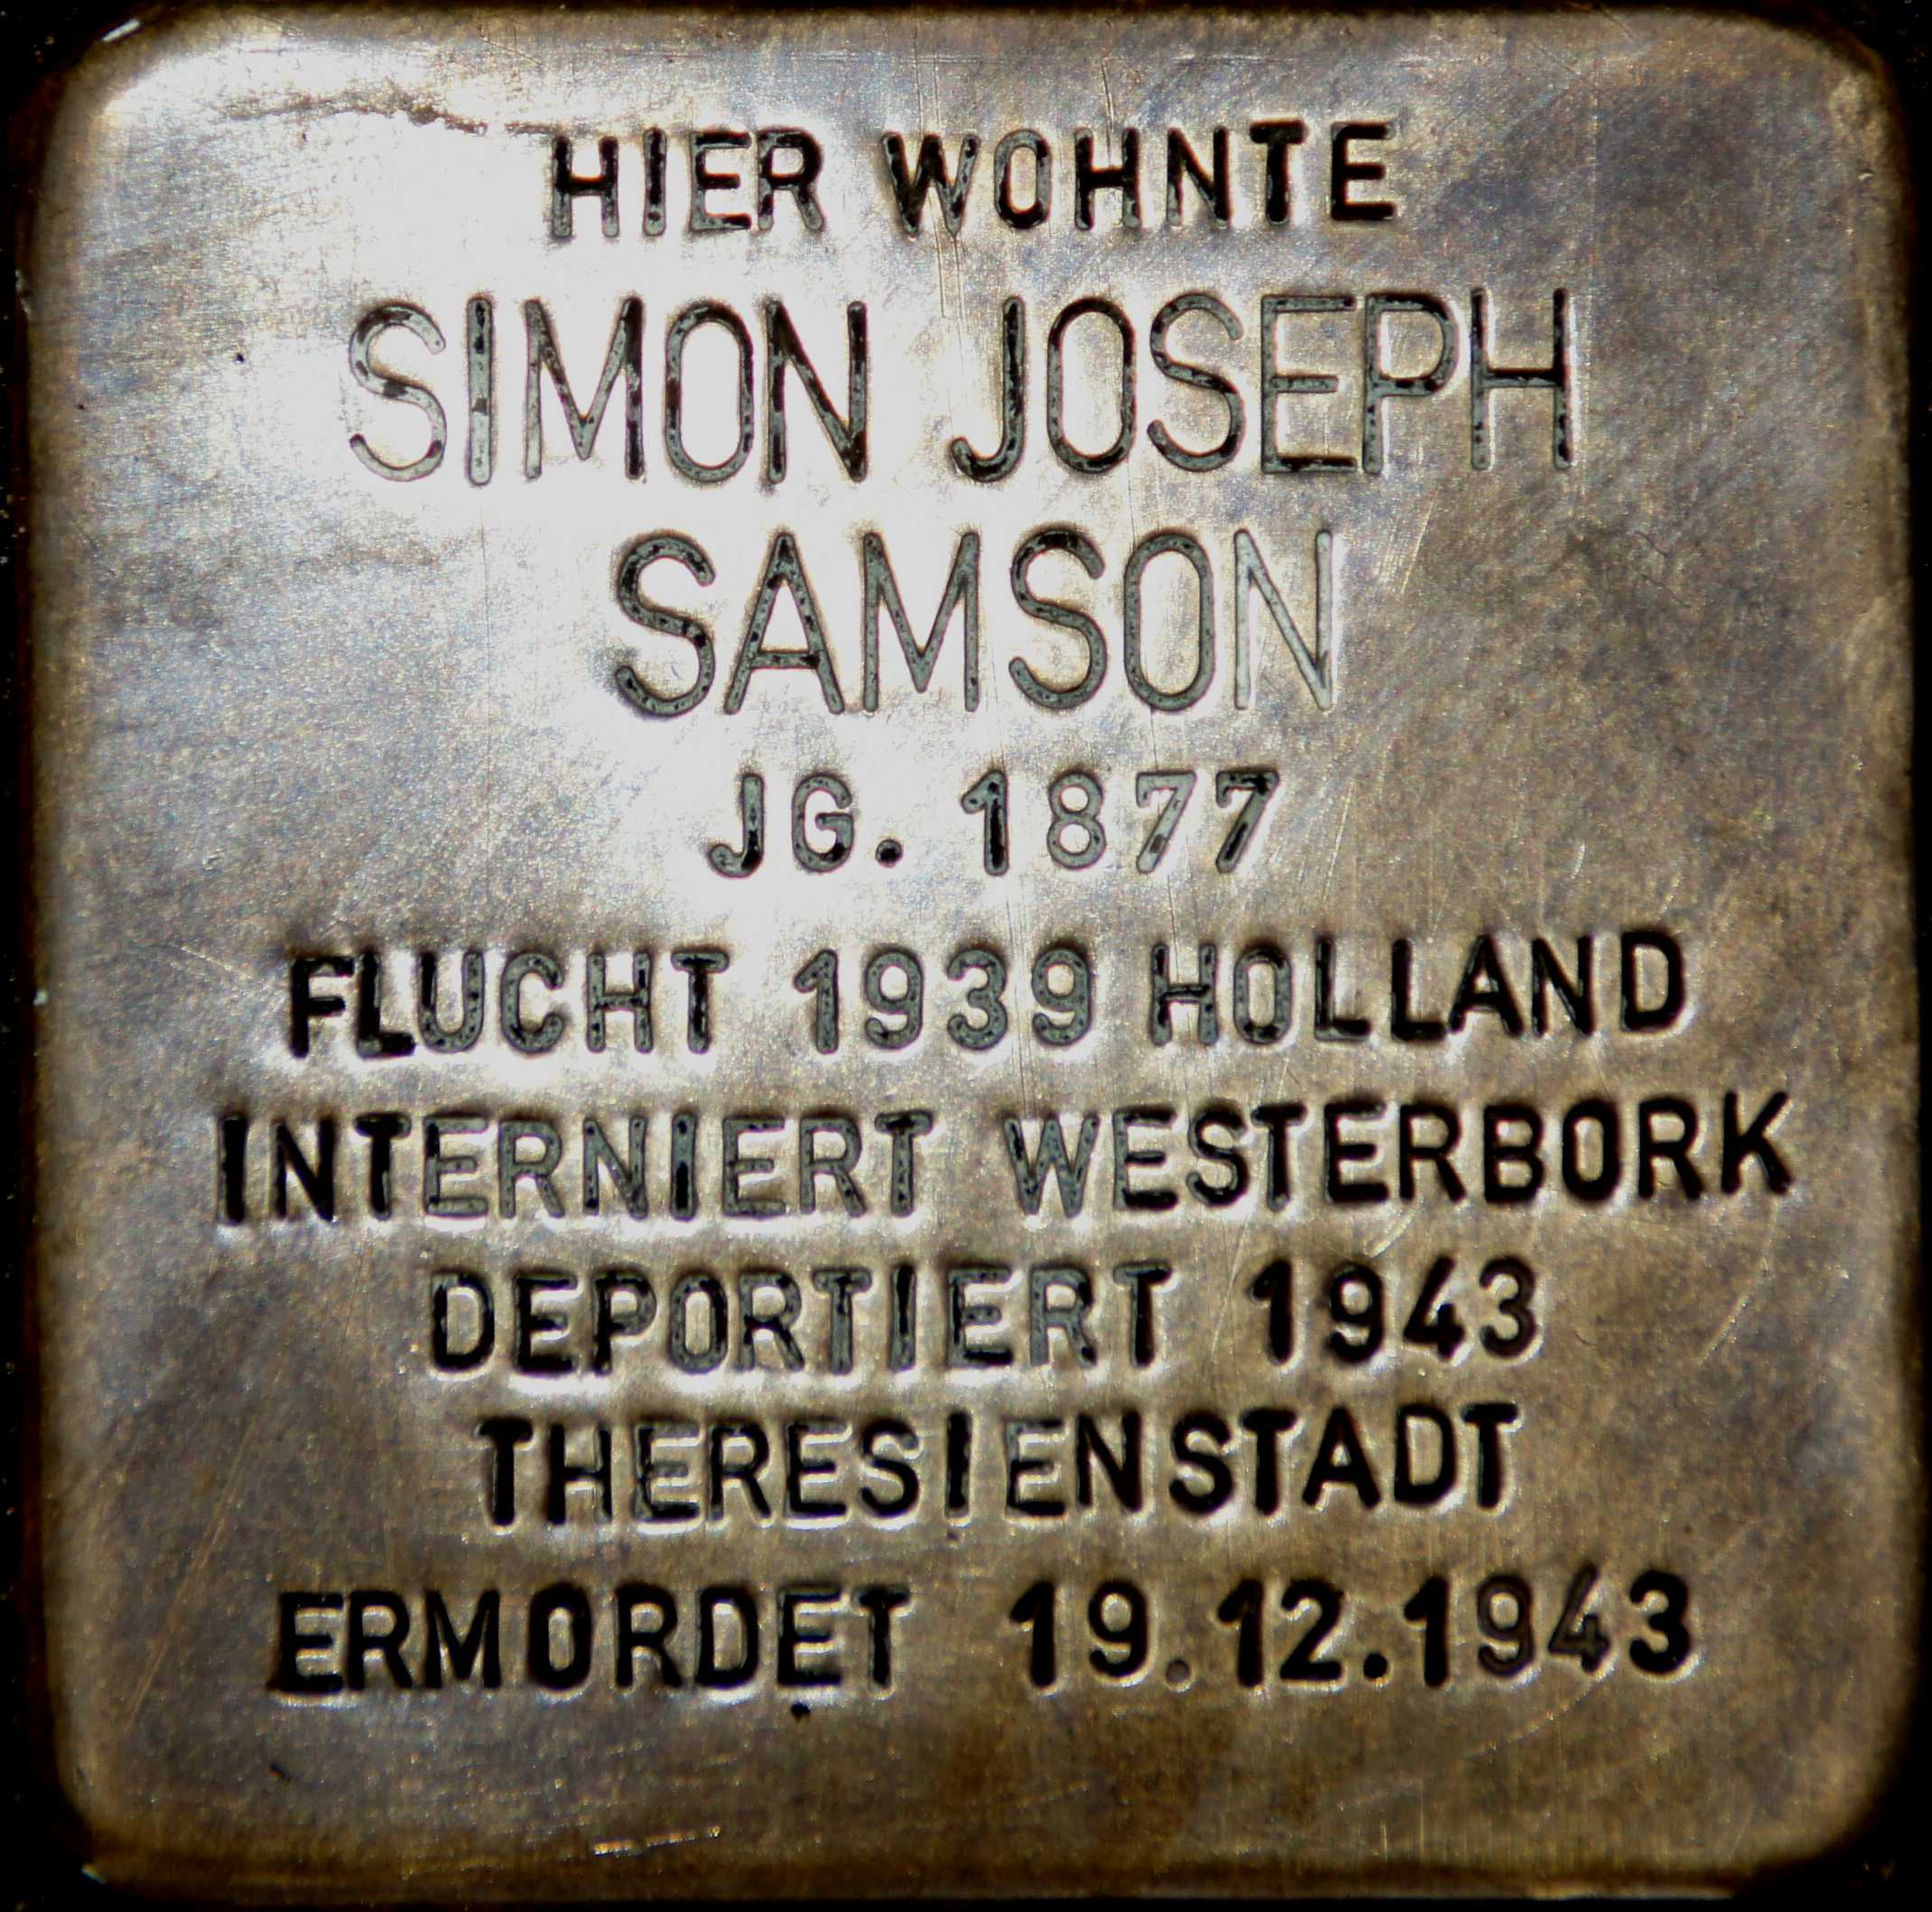 HIER WOHNTE
SIMON JOSEPH
SAMSON
JG. 1877
FLUCHT 1939 HOLLAND
INTERNIERT WESTERBORK
DEPORTIERT 1943
THERESIENSTADT
ERMORDET 19.12.1943